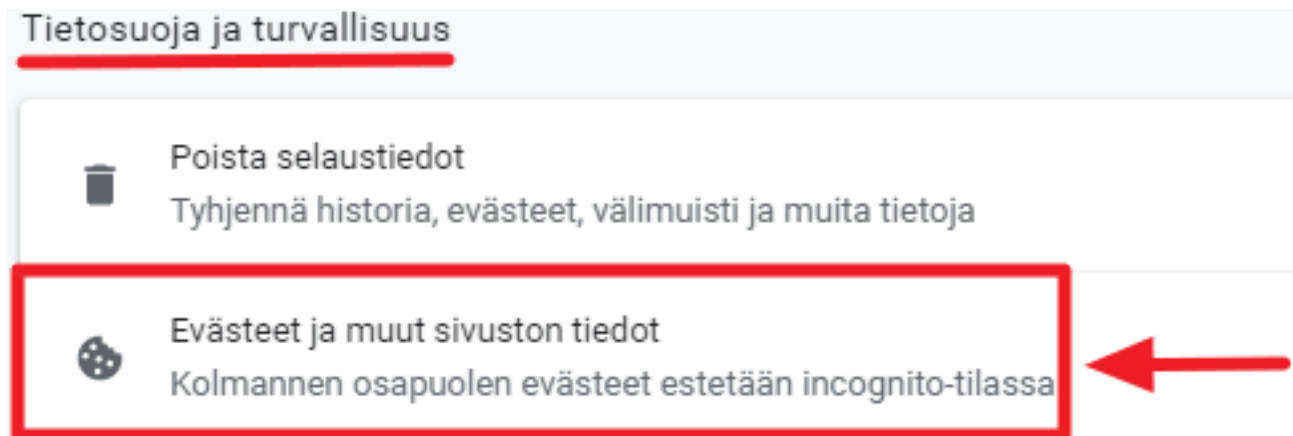 Tietosuoja ja turvallisuus
Poista selaustiedot
Tyhjennä historia, evästeet, välimuisti ja muita tietoja
Evästeet ja muut sivuston tiedot
Kolmannen osapuolen evästeet estetään incognito-tilassa